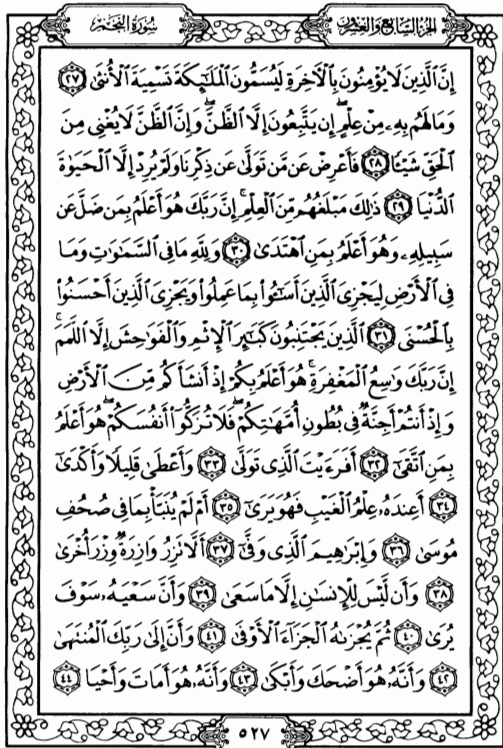 الجزء السابع والعشرون سورة النجم
إِنَّ ٱلَّذِينَ لَا يُؤْمِنُونَ بِٱلْأَخِرَةِ لَيُسَمُّونَ ٱلْمَلَٰٓئِكَةَ تَسْمِيَةَ ٱلْأُنثَىٰ ٢٧
وَمَا لَهُم بِهِۦ مِنْ عِلْمٍ ۖ إِن يَتَّبِعُونَ إِلَّا ٱلظَّنَّ ۖ وَإِنَّ ٱلظَّنَّ لَا يُغْنِى مِنَ
ٱلْحَقِّ شَيْـًٔا ٢٨ فَأَعْرِضْ عَن مَّن تَوَلَّىٰ عَن ذِكْرِنَا وَلَمْ يُرِدْ إِلَّا ٱلْحَيَوٰةَ
ٱلدُّنْيَا ٢٩ ذَٰلِكَ مَبْلَغُهُم مِّنَ ٱلْعِلْمِ ۚ إِنَّ رَبَّكَ هُوَ أَعْلَمُ بِمَن ضَلَّ عَن
سَبِيلِهِۦ وَهُوَ أَعْلَمُ بِمَنِ ٱهْتَدَىٰ ٣٠ وَلِلَّهِ مَا فِى ٱلسَّمَٰوَٰتِ وَمَا
فِى ٱلْأَرْضِ لِيَجْزِىَ ٱلَّذِينَ أَسَٰٓـُٔوا۟ بِمَا عَمِلُوا۟ وَيَجْزِىَ ٱلَّذِينَ أَحْسَنُوا۟
بِٱلْحُسْنَى ٣١ ٱلَّذِينَ يَجْتَنِبُونَ كَبَٰٓئِرَ ٱلْإِثْمِ وَٱلْفَوَٰحِشَ إِلَّا ٱللَّمَمَ ۚ
إِنَّ رَبَّكَ وَٰسِعُ ٱلْمَغْفِرَةِ ۚ هُوَ أَعْلَمُ بِكُمْ إِذْ أَنشَأَكُم مِّنَ ٱلْأَرْضِ
وَإِذْ أَنتُمْ أَجِنَّةٌ فِى بُطُونِ أُمَّهَٰتِكُمْ ۖ فَلَا تُزَكُّوٓا۟ أَنفُسَكُمْ ۖ هُوَ أَعْلَمُ
بِمَنِ ٱتَّقَىٰٓ ٣٢ أَفَرَءَيْتَ ٱلَّذِى تَوَلَّىٰ ٣٣ وَأَعْطَىٰ قَلِيلًا وَأَكْدَىٰٓ
٣٤ أَعِندَهُۥ عِلْمُ ٱلْغَيْبِ فَهُوَ يَرَىٰٓ ٣٥ أَمْ لَمْ يُنَبَّأْ بِمَا فِى صُحُفِ
مُوسَىٰ ٣٦ وَإِبْرَٰهِيمَ ٱلَّذِى وَفَّىٰٓ ٣٧ أَلَّا تَزِرُ وَازِرَةٌ وِزْرَ أُخْرَىٰ
٣٨ وَأَن لَّيْسَ لِلْإِنسَٰنِ إِلَّا مَا سَعَىٰ ٣٩ وَأَنَّ سَعْيَهُۥ سَوْفَ
يُرَىٰ ٤٠ ثُمَّ يُجْزَىٰهُ ٱلْجَزَآءَ ٱلْأَوْفَىٰ ٤١ وَأَنَّ إِلَىٰ رَبِّكَ ٱلْمُنتَهَىٰ
٤٢ وَأَنَّهُۥ هُوَ أَضْحَكَ وَأَبْكَىٰ ٤٣ وَأَنَّهُۥ هُوَ أَمَاتَ وَأَحْيَا ٤٤
٥٢٧